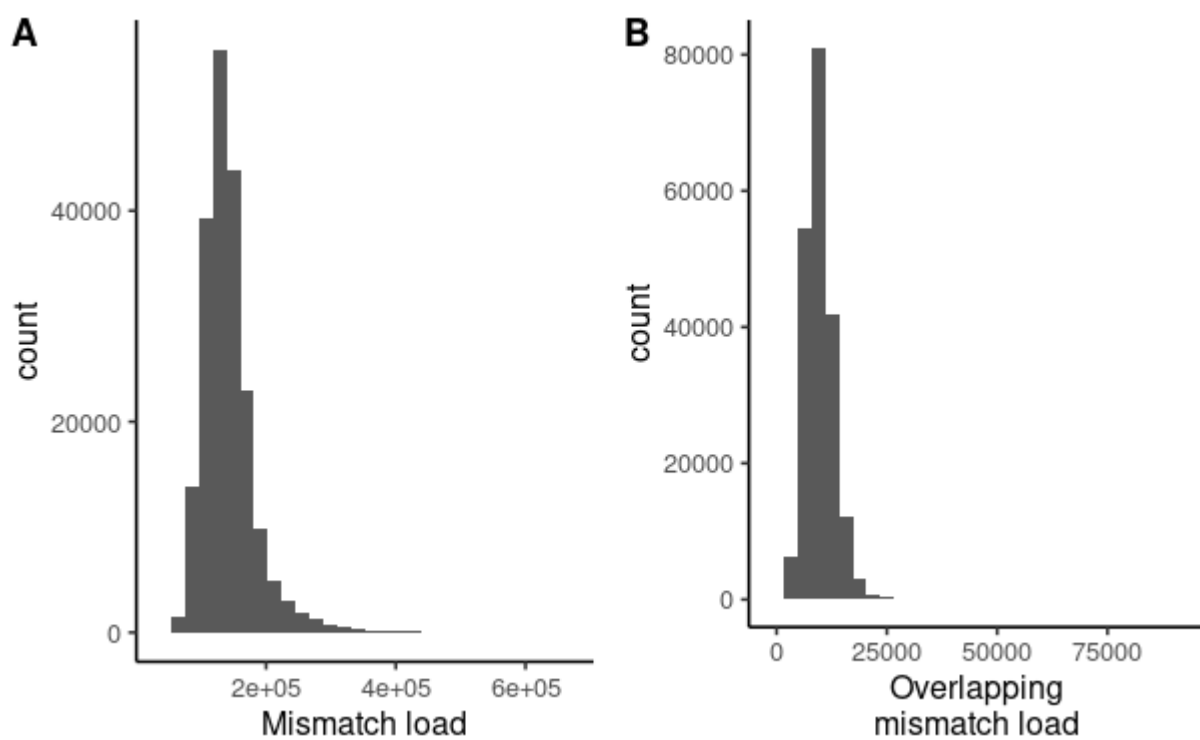 A
count
40000
20000
0
2e+05 4e+05 6e+05
Mismatch load
B
count
80000
60000
40000
20000
0
0 25000 50000 75000
Overlapping
mismatch load